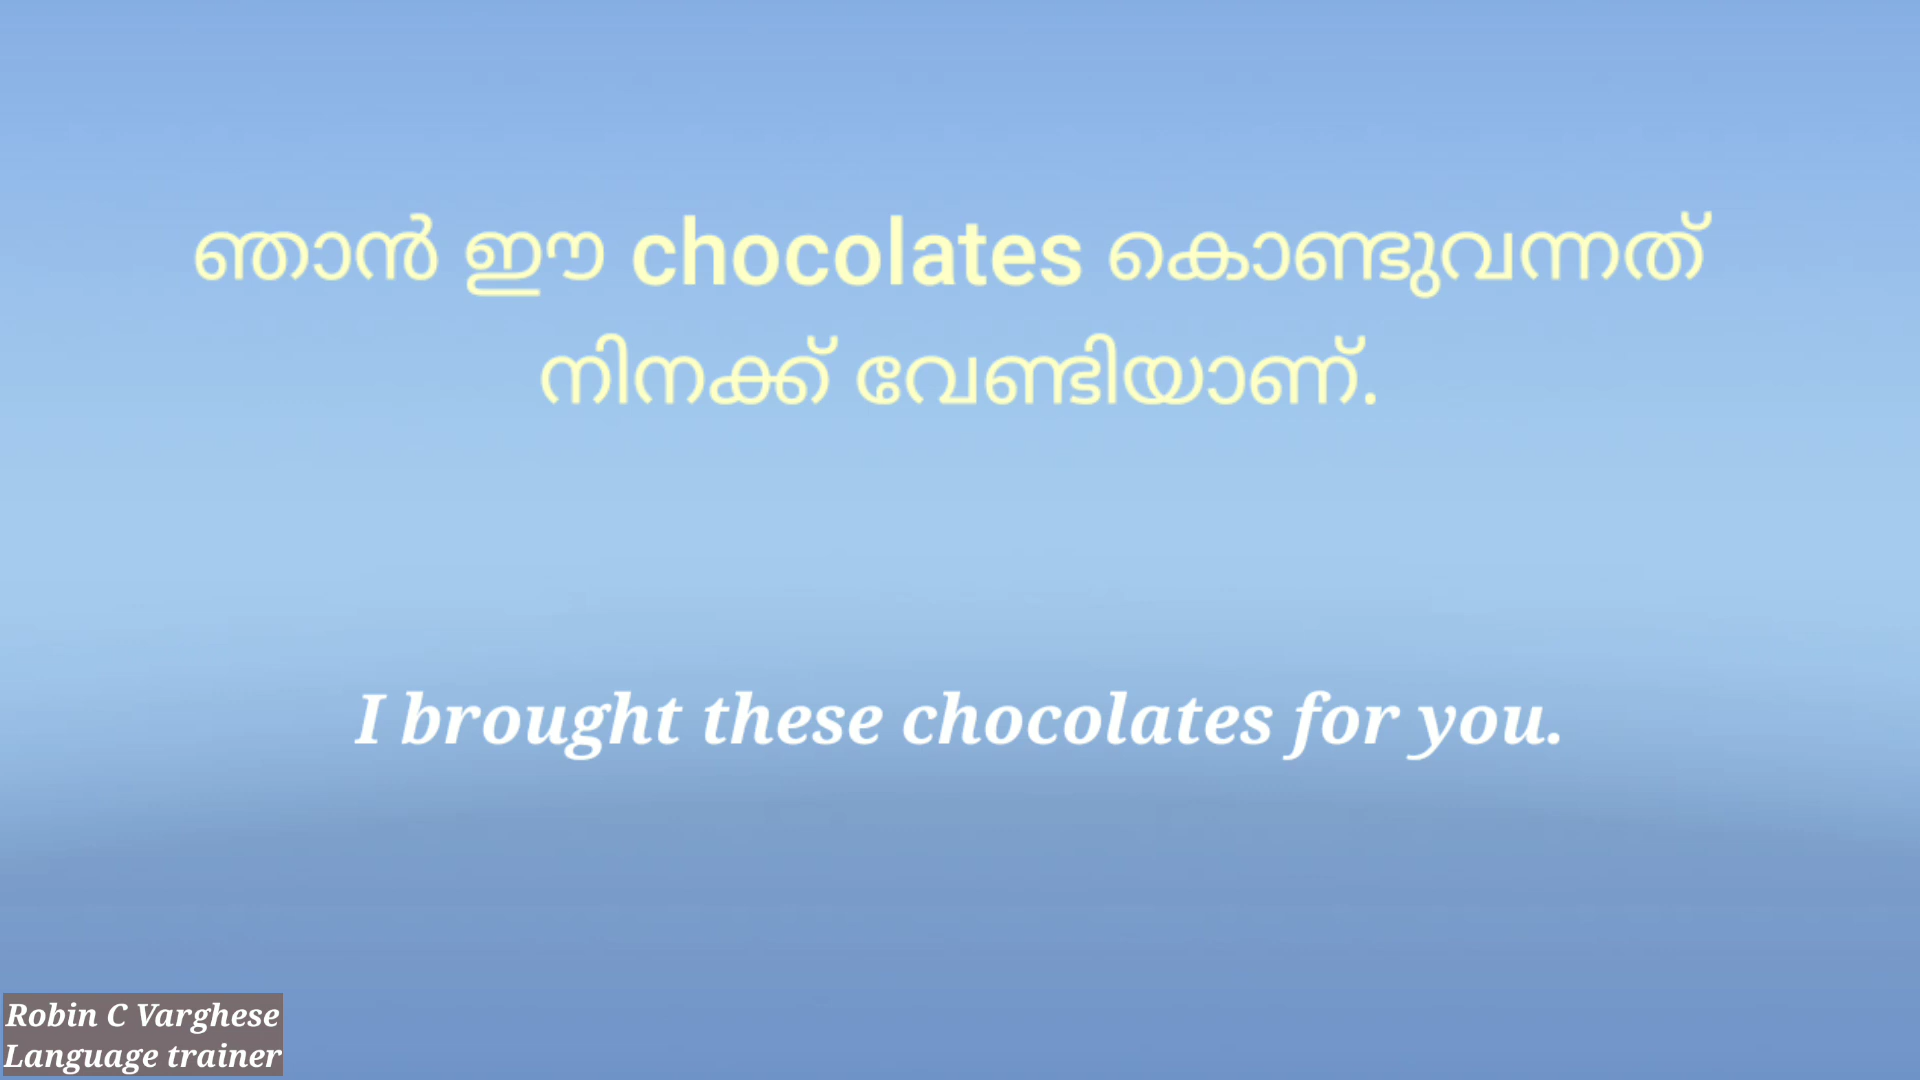 ഞാൻ ഈ chocolates കൊണ്ടുവന്നത്
നിനക്ക് വേണ്ടിയാണ്.
I brought these chocolates for you.
Robin C Varghese
Language trainer